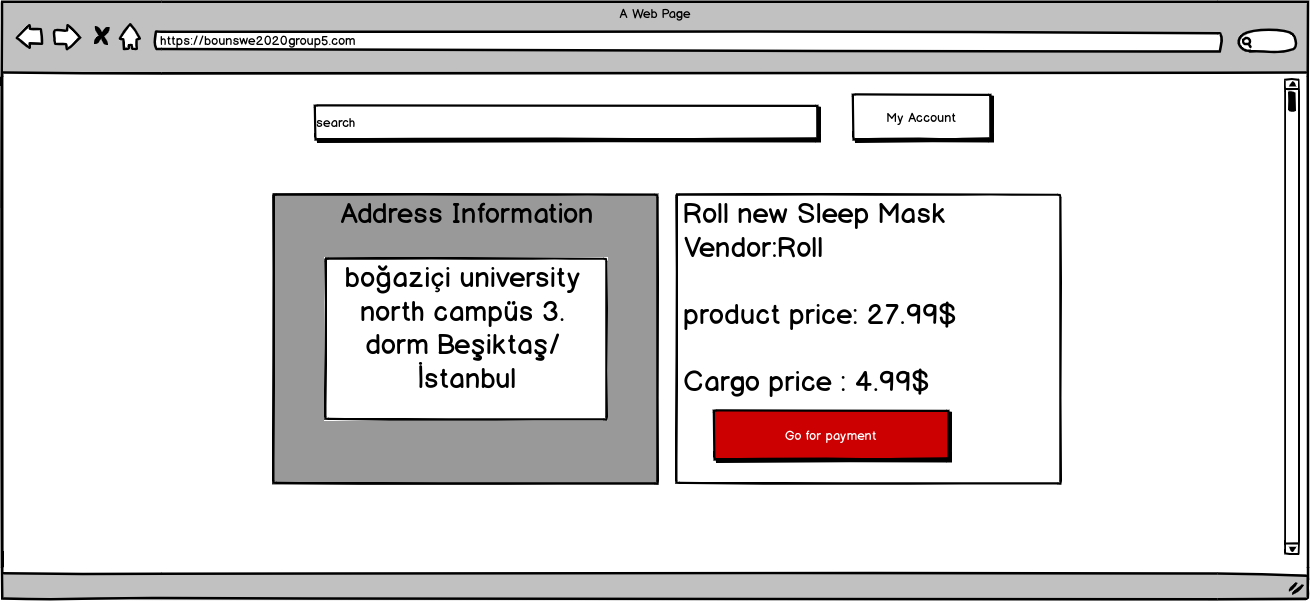 A Web Page
https://bounswe2020group5.com
search
My Account
Address Information
boğaziçi university
north campüs 3.
dorm Beşiktaş/
İstanbul
Roll new Sleep Mask
Vendor:Roll
product price: 27.99$
Cargo price : 4.99$
Go for payment